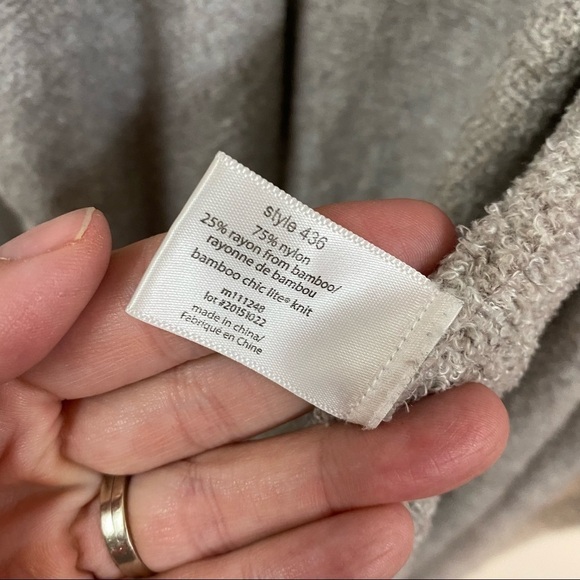 style 436
75% nylon
25% rayon from bamboo/
rayonne de bambou
bamboo chic lite® knit
m111248
lot #20151022
made in china/
Fabriqué en Chine